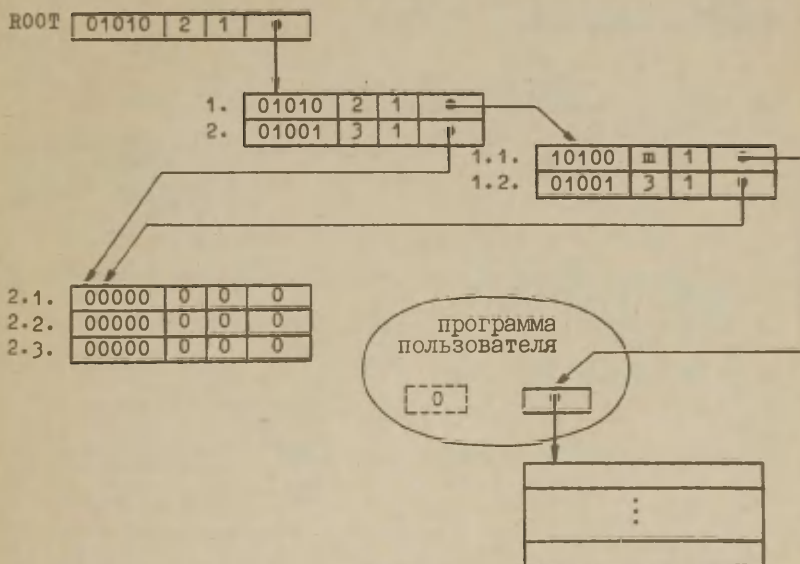 ROOT 01010 2 1
1. 01010 2 1
2. 01001 3 1
1.1. 10100 m 1
1.2. 01001 3 1
2.1. 00000 0 0 0
2.2. 00000 0 0 0
2.3. 00000 0 0 0
программа
пользователя
0